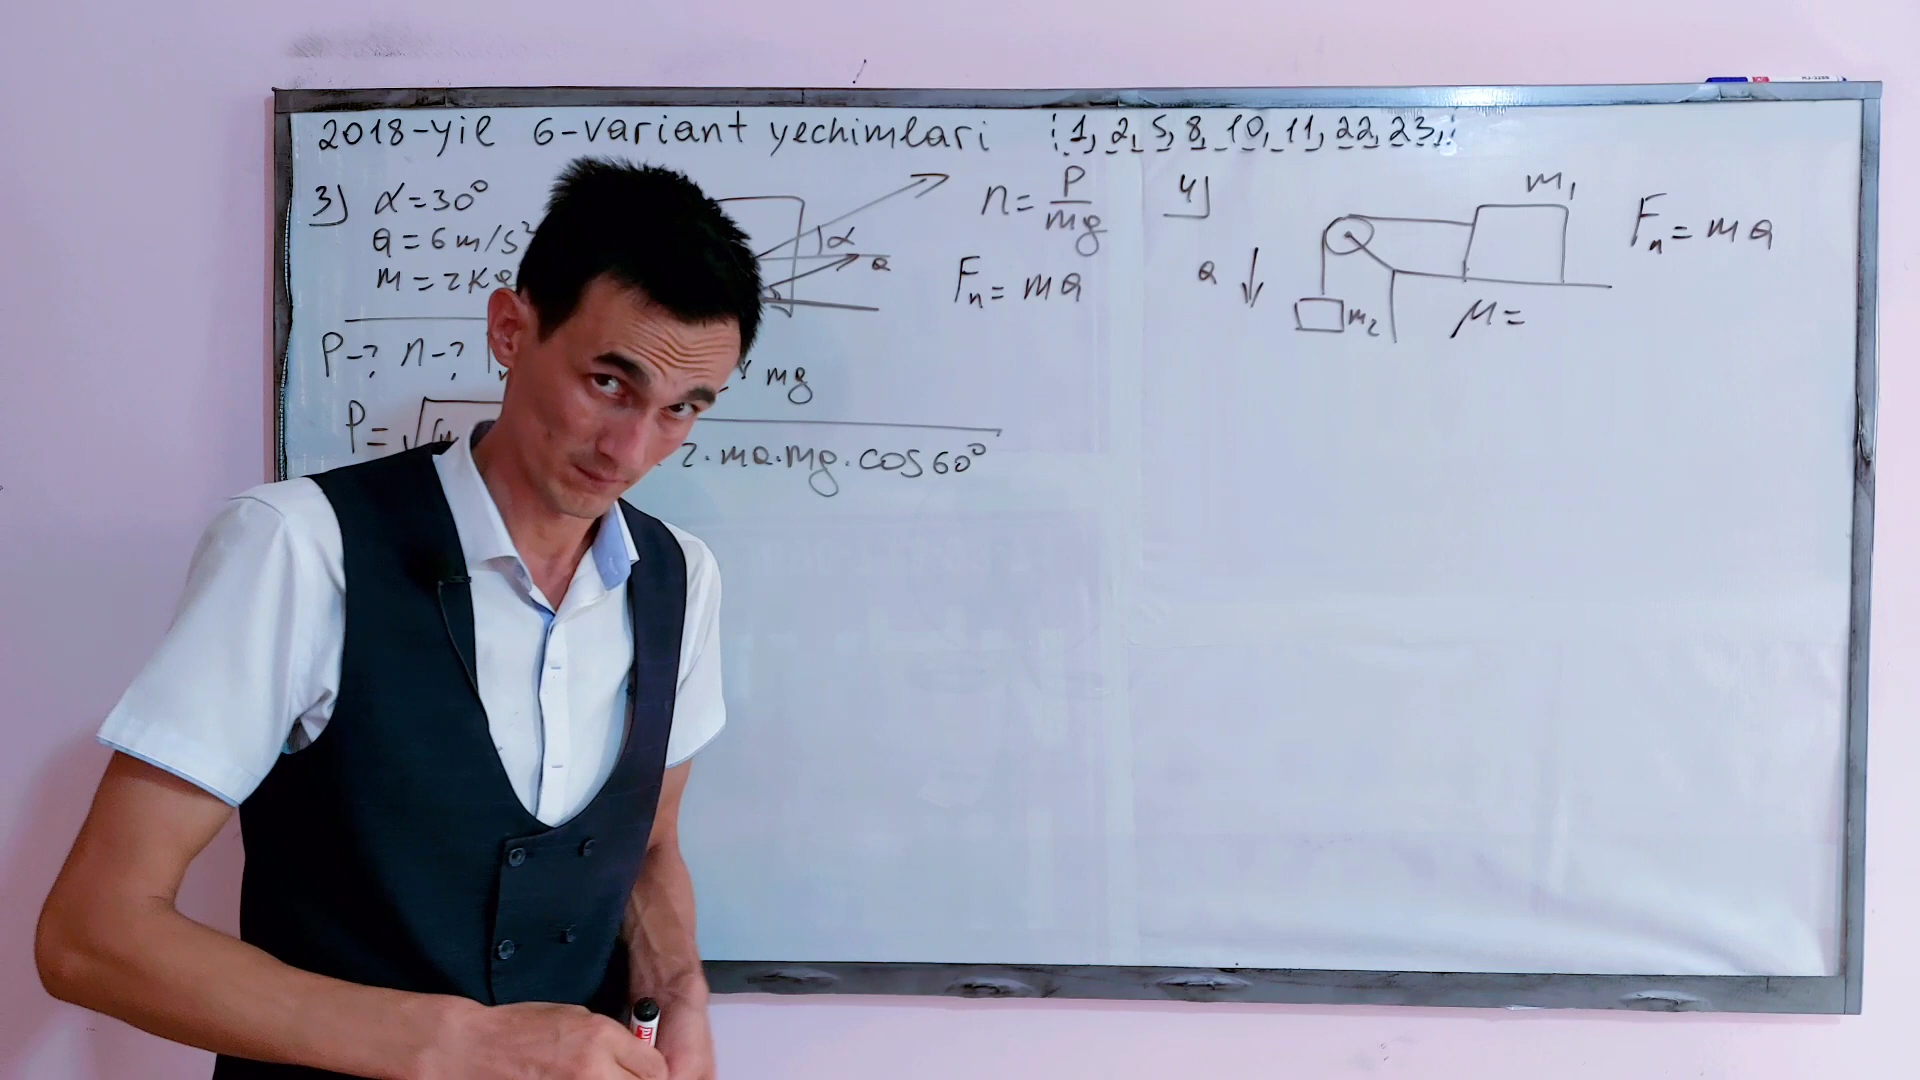 2018-yil 6-variant yechimlari (1, 2, 5, 8, 10, 11, 22, 23,
3) α=30°
a = 6 m/s²
m = 2kg
P-? n-?
P= √
2·ma·mg·cos60°
α
a
mg
n = P/mg
Fn = ma
4)
a
m1
m2
μ=
Fn = ma